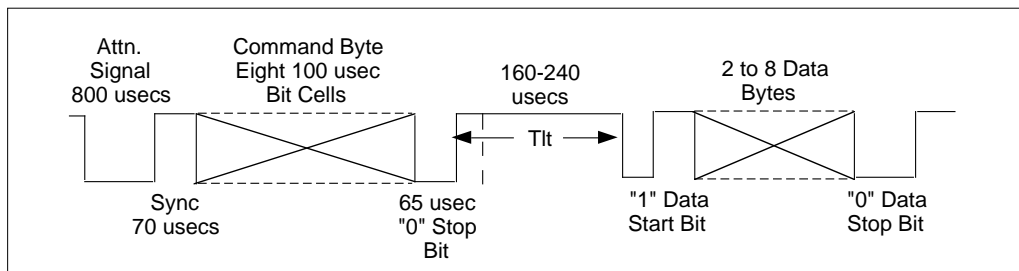 Attn.
Signal
800 usecs
Command Byte
Eight 100 usec
Bit Cells
160-240
usecs
2 to 8 Data
Bytes
Tlt
Sync
70 usecs
65 usec
"0" Stop
Bit
"1" Data
Start Bit
"0" Data
Stop Bit